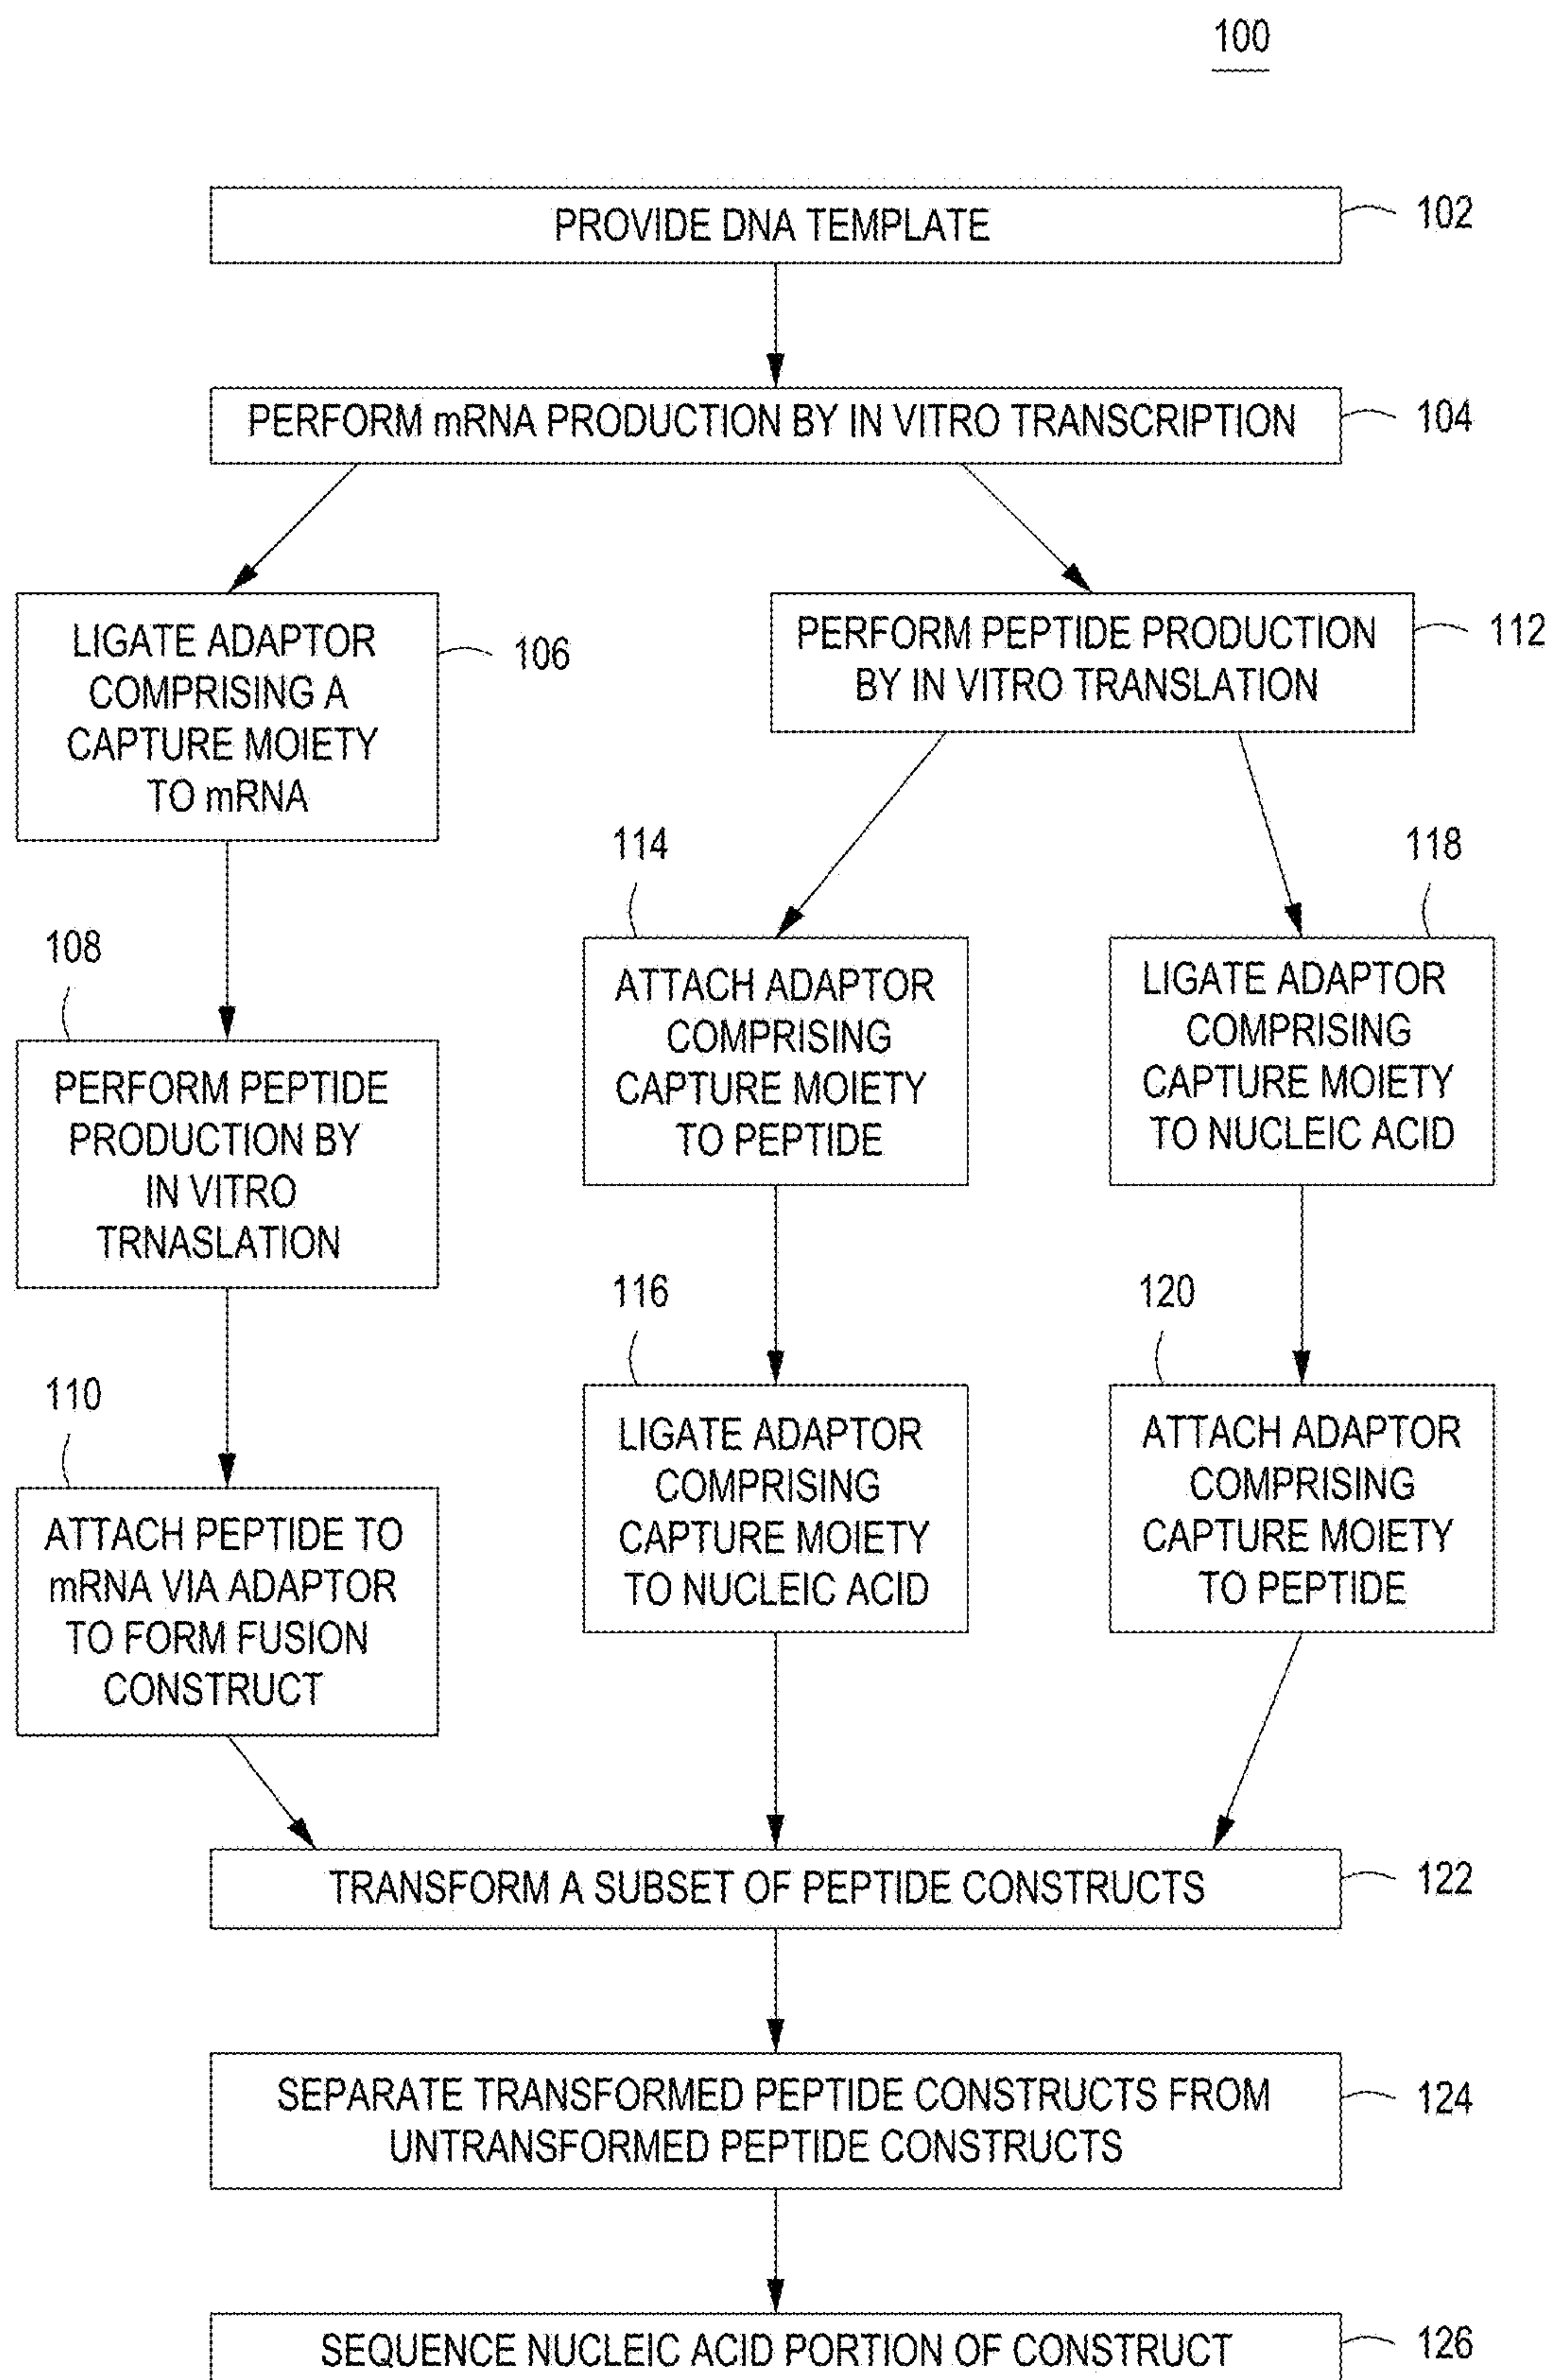 100
PROVIDE DNA TEMPLATE
102
PERFORM mRNA PRODUCTION BY IN VITRO TRANSCRIPTION
104
LIGATE ADAPTOR
COMPRISING A
CAPTURE MOIETY
TO mRNA
106
PERFORM PEPTIDE PRODUCTION
BY IN VITRO TRANSLATION
112
108
PERFORM PEPTIDE
PRODUCTION BY
IN VITRO
TRNASLATION
110
ATTACH PEPTIDE TO
mRNA VIA ADAPTOR
TO FORM FUSION
CONSTRUCT
114
ATTACH ADAPTOR
COMPRISING
CAPTURE MOIETY
TO PEPTIDE
116
LIGATE ADAPTOR
COMPRISING
CAPTURE MOIETY
TO NUCLEIC ACID
118
LIGATE ADAPTOR
COMPRISING
CAPTURE MOIETY
TO NUCLEIC ACID
120
ATTACH ADAPTOR
COMPRISING
CAPTURE MOIETY
TO PEPTIDE
TRANSFORM A SUBSET OF PEPTIDE CONSTRUCTS
122
SEPARATE TRANSFORMED PEPTIDE CONSTRUCTS FROM
UNTRANSFORMED PEPTIDE CONSTRUCTS
124
SEQUENCE NUCLEIC ACID PORTION OF CONSTRUCT
126